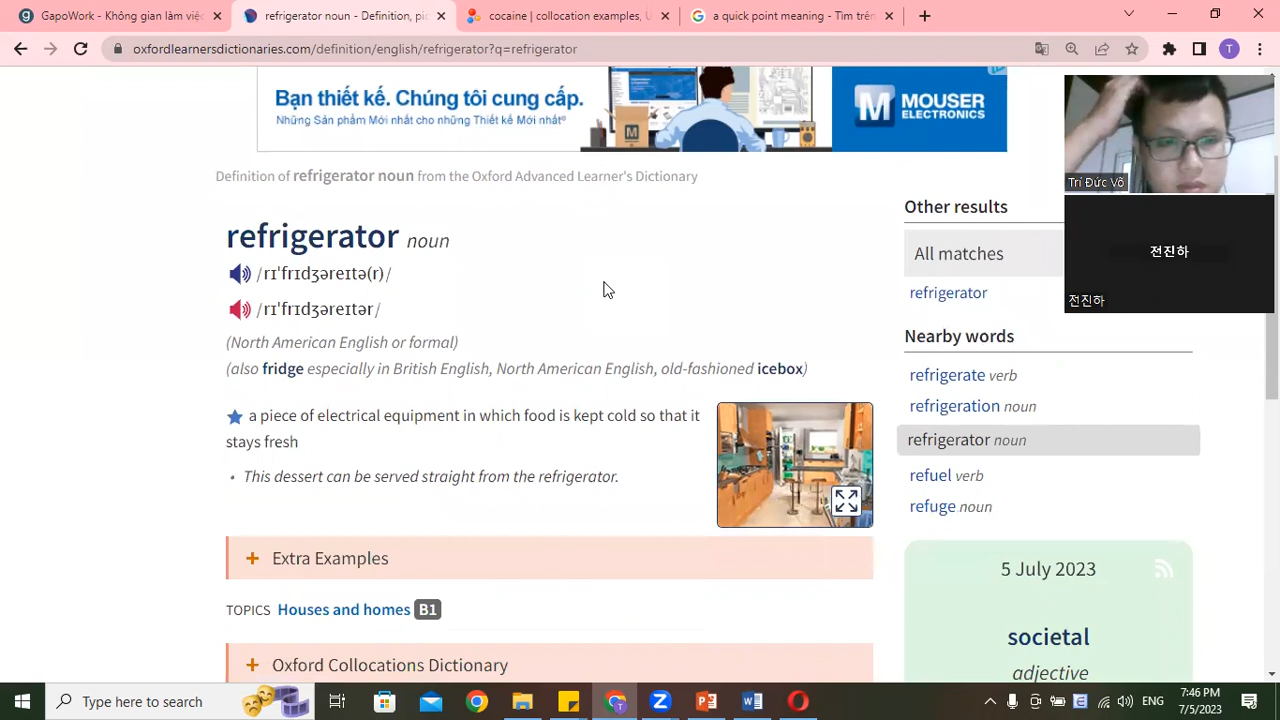 GapoWork - Không gian làm việc
refrigerator noun - Definition, pic
cocaine | collocation examples, U
a quick point meaning - Tìm trên
oxfordlearnersdictionaries.com/definition/english/refrigerator?q=refrigerator
T
Bạn thiết kế. Chúng tôi cung cấp.
Những Sản phẩm Mới nhất cho những Thiết kế Mới nhất®
M
M MOUSER
ELECTRONICS
Trí Đức Võ
전진하
전진하
Definition of refrigerator noun from the Oxford Advanced Learner's Dictionary
refrigerator noun
/rɪˈfrɪdʒəreɪtə(r)/
/rɪˈfrɪdʒəreɪtər/
(North American English or formal)
(also fridge especially in British English, North American English, old-fashioned icebox)
★ a piece of electrical equipment in which food is kept cold so that it
stays fresh
• This dessert can be served straight from the refrigerator.
+ Extra Examples
TOPICS Houses and homes B1
+ Oxford Collocations Dictionary
Other results
All matches
refrigerator
Nearby words
refrigerate verb
refrigeration noun
refrigerator noun
refuel verb
refuge noun
5 July 2023
societal
adjective
Type here to search
ENG
7:46 PM
7/5/2023